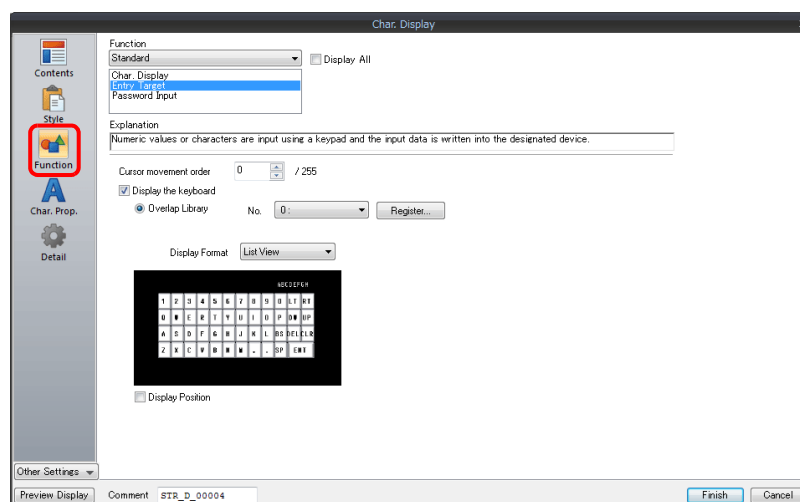 Char. Display
Contents
Style
Function
Char. Prop.
Detail
Other Settings
Function
Standard
Display All
Char. Display
Entry Target
Password Input
Explanation
Numeric values or characters are input using a keypad and the input data is written into the designated device.
Cursor movement order 0 / 255
Display the keyboard
Overlap Library No. 0 : Register...
Display Format List View
ABCDEFGH
1 2 3 4 5 6 7 8 9 0 LT RT
Q W E R T Y U I O P DW UP
A S D F G H J K L BS DEL CLR
Z X C V B N M . SP ENT
Display Position
Preview Display Comment STR_D_00004 Finish Cancel